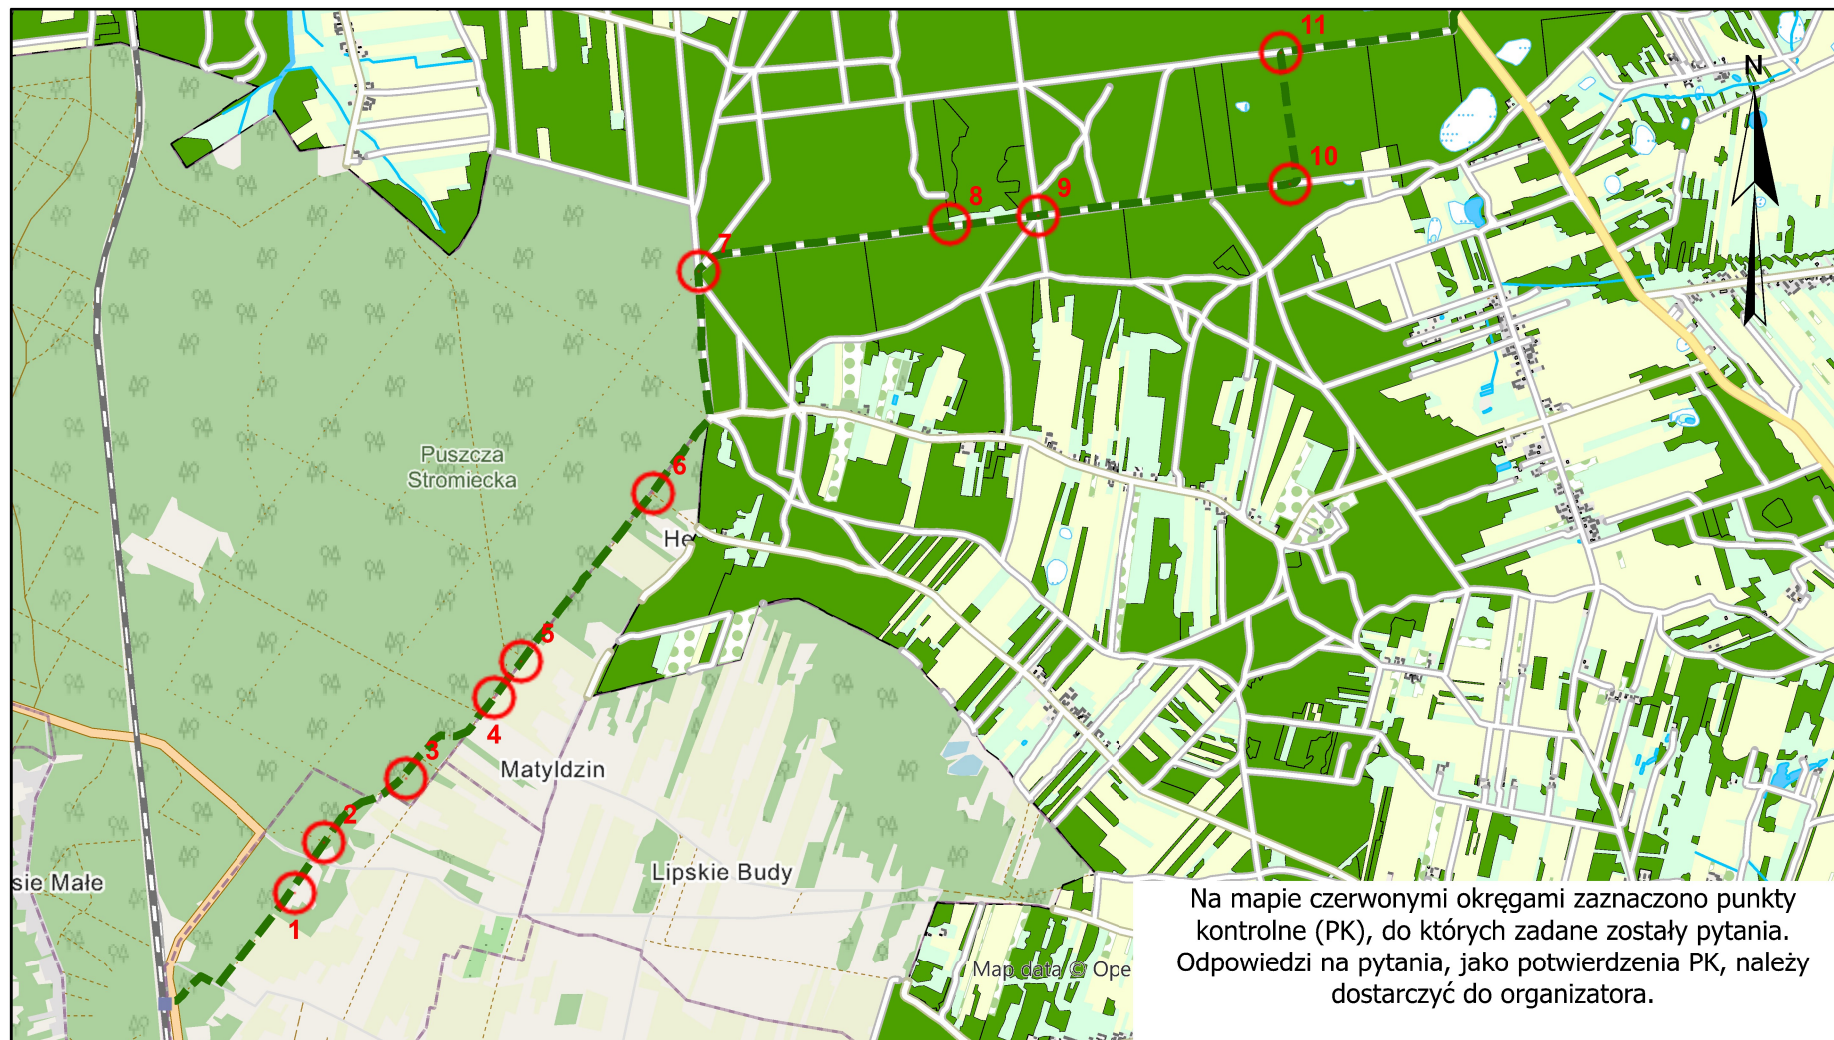 11
N
10
8
9
7
Puszcza
Stromiecka
6
He
5
4
3
Matyldzin
2
Lipskie Budy
sie Małe
1
Na mapie czerwonymi okręgami zaznaczono punkty
kontrolne (PK), do których zadane zostały pytania.
Odpowiedzi na pytania, jako potwierdzenia PK, należy
dostarczyć do organizatora.
Map data © Ope